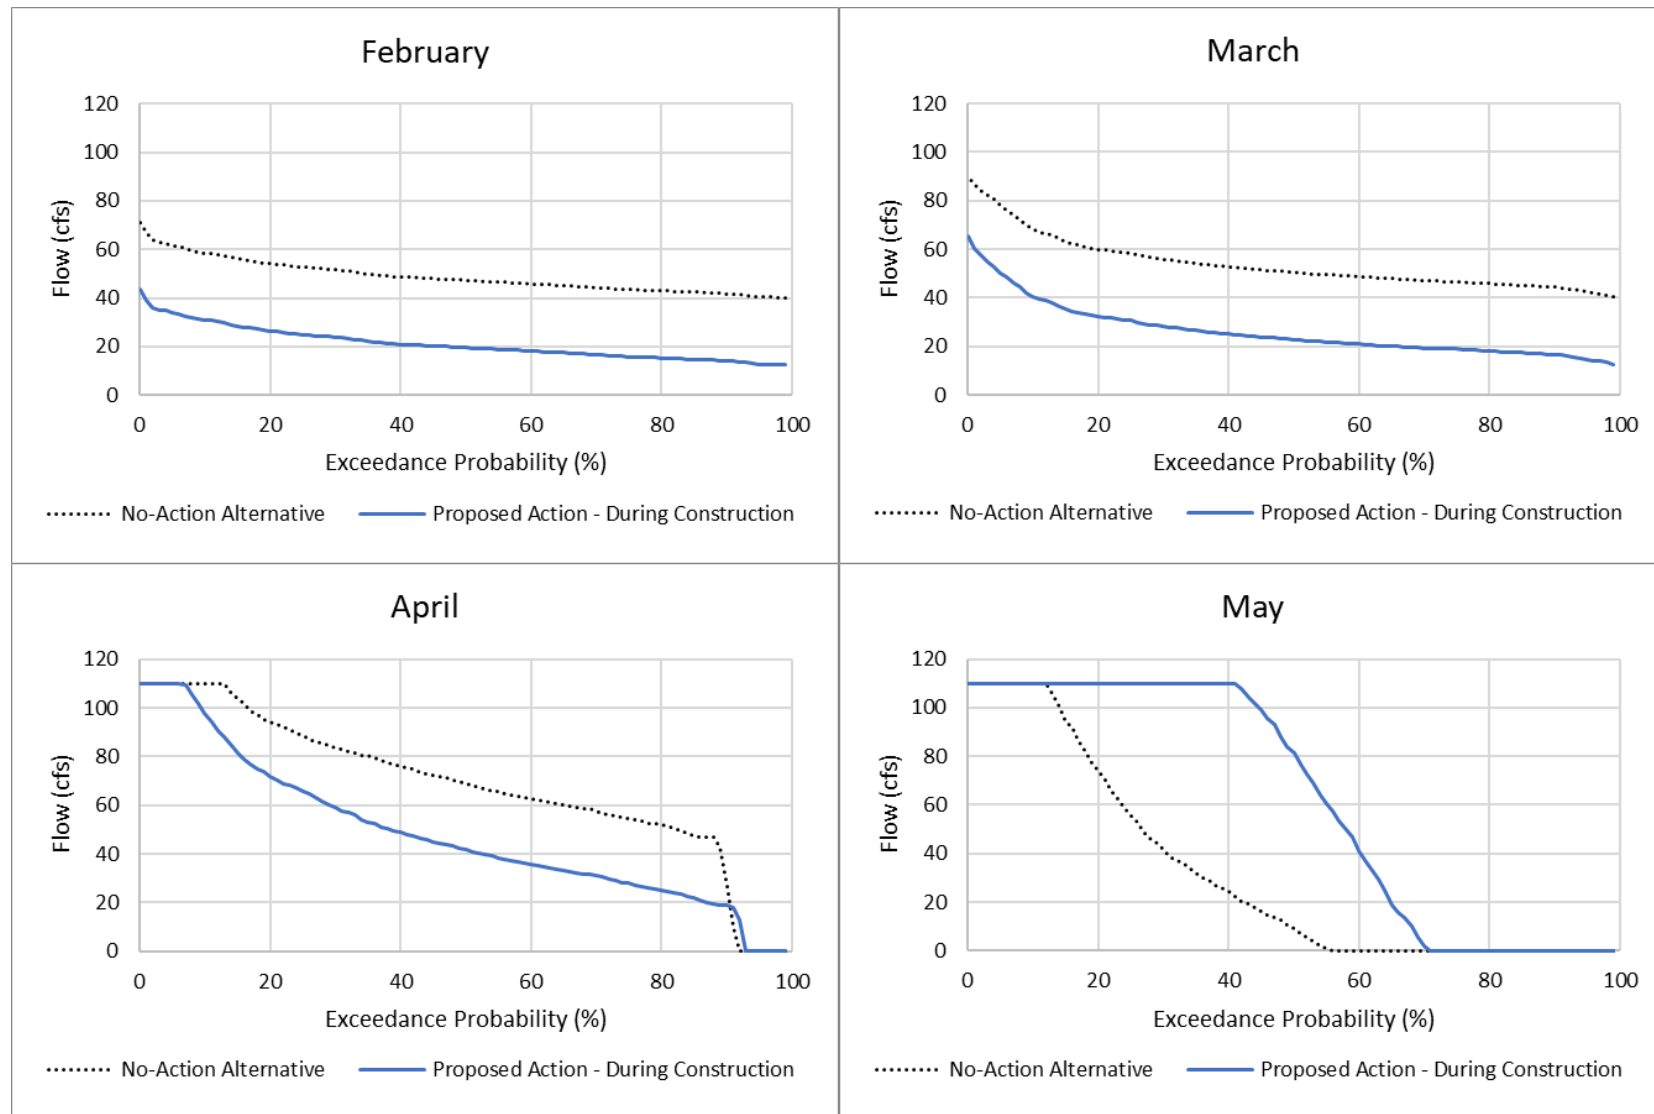 February
120
100
80
60
40
20
0
Flow (cfs)
0 20 40 60 80 100
Exceedance Probability (%)
No-Action Alternative Proposed Action - During Construction
March
120
100
80
60
40
20
0
Flow (cfs)
0 20 40 60 80 100
Exceedance Probability (%)
No-Action Alternative Proposed Action - During Construction
April
120
100
80
60
40
20
0
Flow (cfs)
0 20 40 60 80 100
Exceedance Probability (%)
No-Action Alternative Proposed Action - During Construction
May
120
100
80
60
40
20
0
Flow (cfs)
0 20 40 60 80 100
Exceedance Probability (%)
No-Action Alternative Proposed Action - During Construction